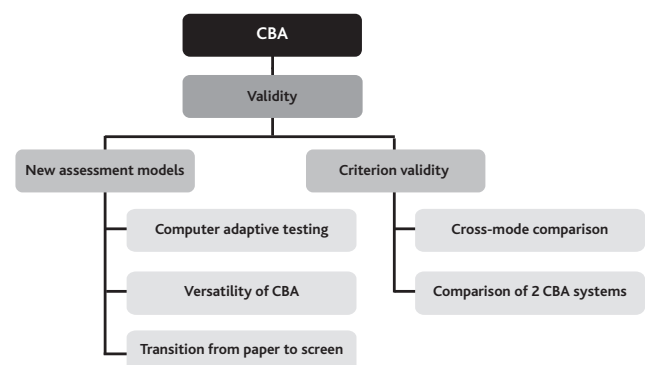 CBA
Validity
New assessment models
Criterion validity
Computer adaptive testing
Cross-mode comparison
Versatility of CBA
Comparison of 2 CBA systems
Transition from paper to screen